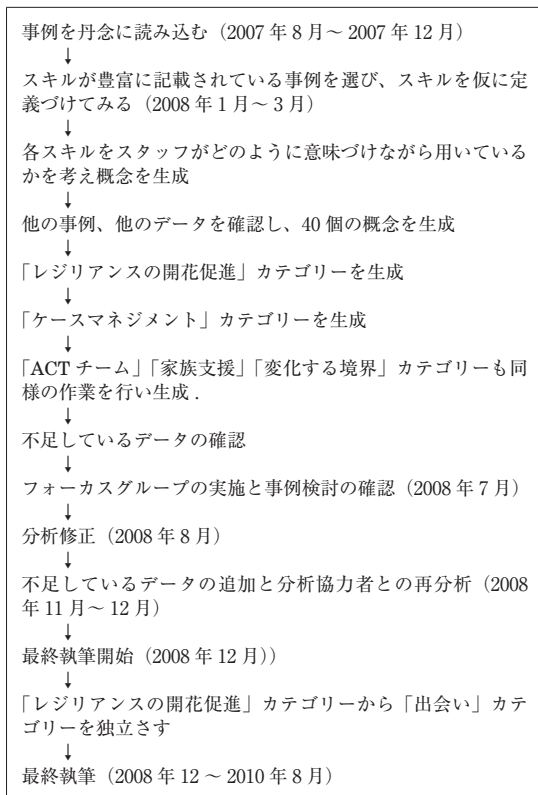 事例を丹念に読み込む（2007 年 8 月～ 2007 年 12 月）
↓
スキルが豊富に記載されている事例を選び、スキルを仮に定
義づけてみる（2008 年 1 月～ 3 月）
↓
各スキルをスタッフがどのように意味づけながら用いている
かを考え概念を生成
↓
他の事例、他のデータを確認し、40 個の概念を生成
↓
「レジリアンスの開花促進」カテゴリーを生成
↓
「ケースマネジメント」カテゴリーを生成
↓
「ACT チーム」「家族支援」「変化する境界」カテゴリーも同
様の作業を行い生成 .
↓
不足しているデータの確認
↓
フォーカスグループの実施と事例検討の確認（2008 年 7 月）
↓
分析修正（2008 年 8 月）
↓
不足しているデータの追加と分析協力者との再分析（2008
年 11 月～ 12 月）
↓
最終執筆開始（2008 年 12 月））
↓
「レジリアンスの開花促進」カテゴリーから「出会い」カテ
ゴリーを独立さす
↓
最終執筆（2008 年 12 ～ 2010 年 8 月）